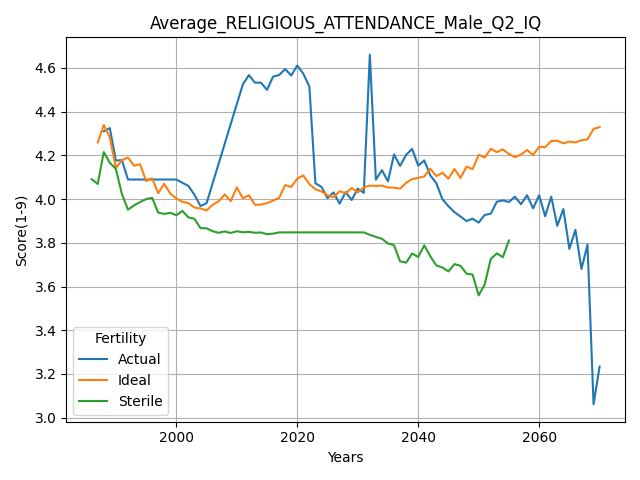 Average_RELIGIOUS_ATTENDANCE_Male_Q2_IQ
Score(1-9)
4.6
4.4
4.2
4.0
3.8
3.6
3.4
3.2
3.0
Fertility
Actual
Ideal
Sterile
2000
2020
2040
2060
Years